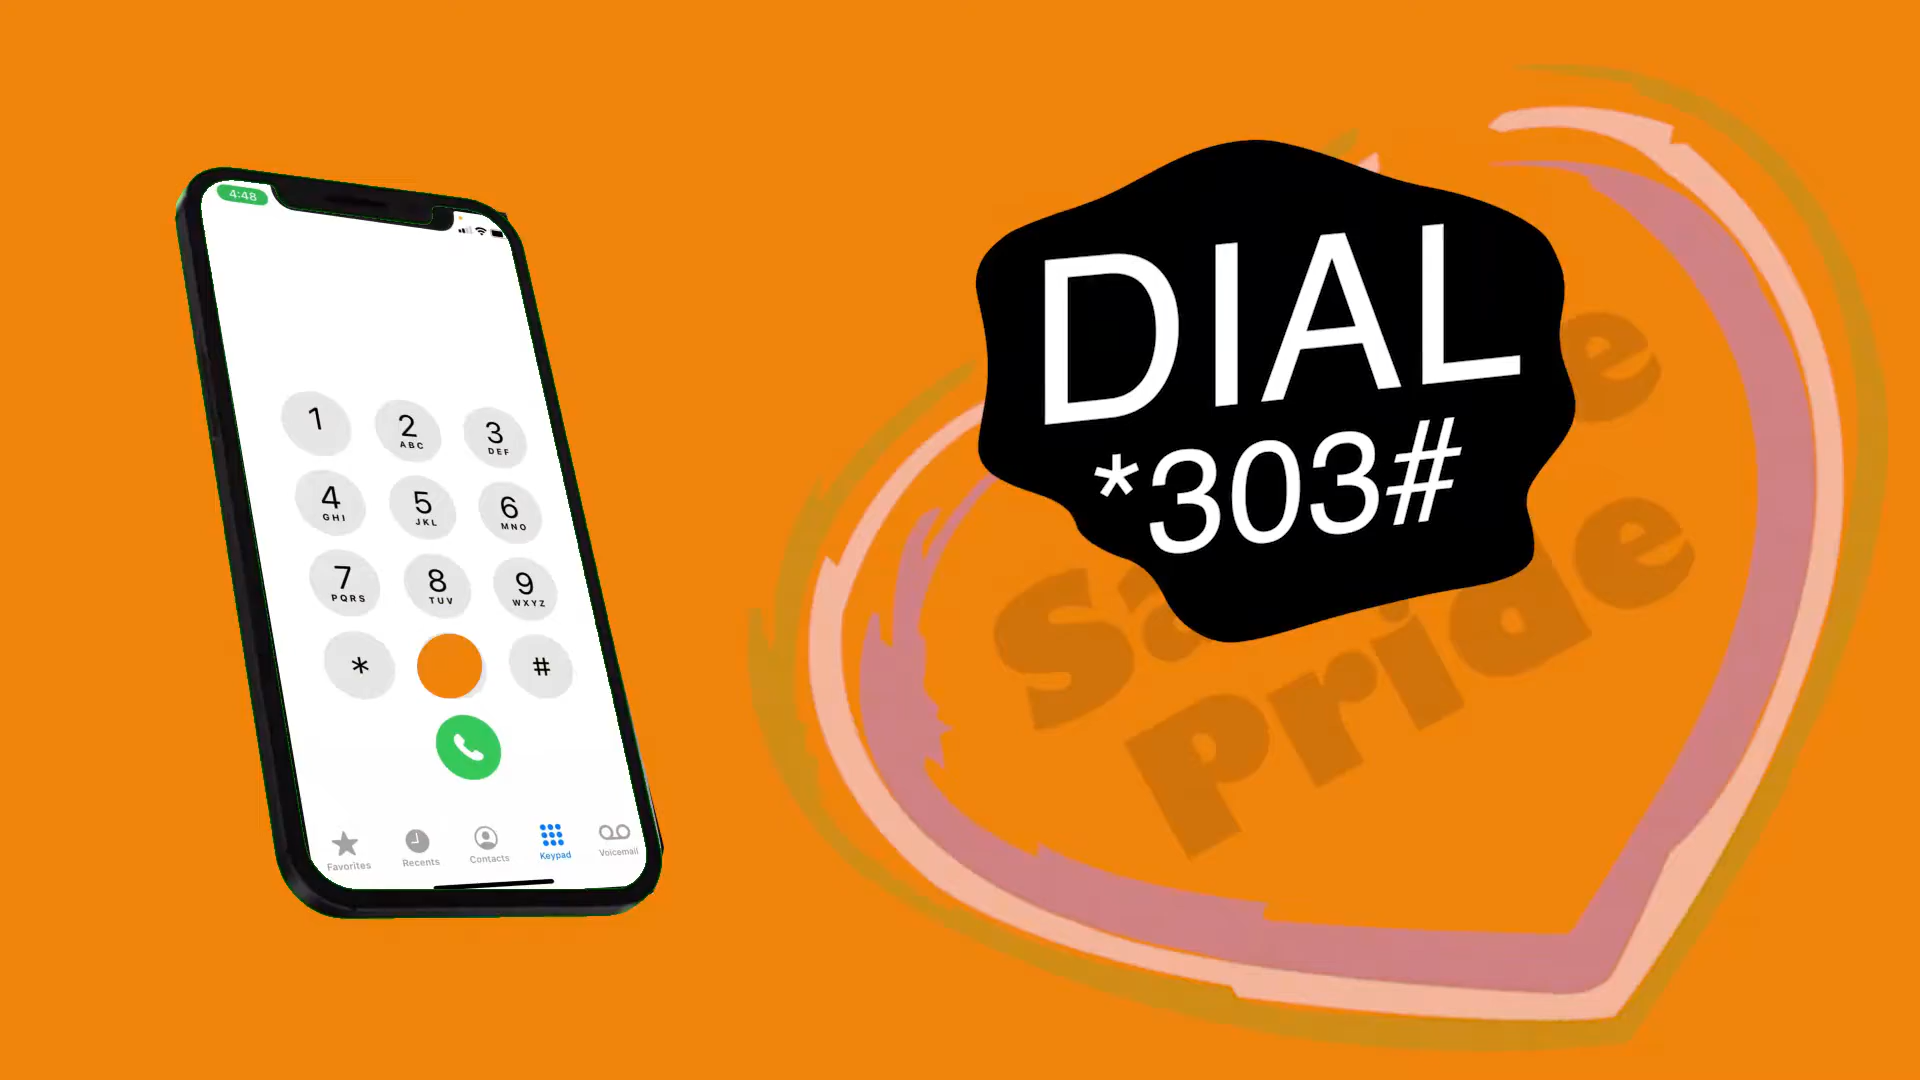 4:48
1
2
ABC
3
DEF
4
GHI
5
JKL
6
MNO
7
PQRS
8
TUV
9
WXYZ
*
#
Favorites
Recents
Contacts
Keypad
Voicemail
DIAL
*303#
Pride